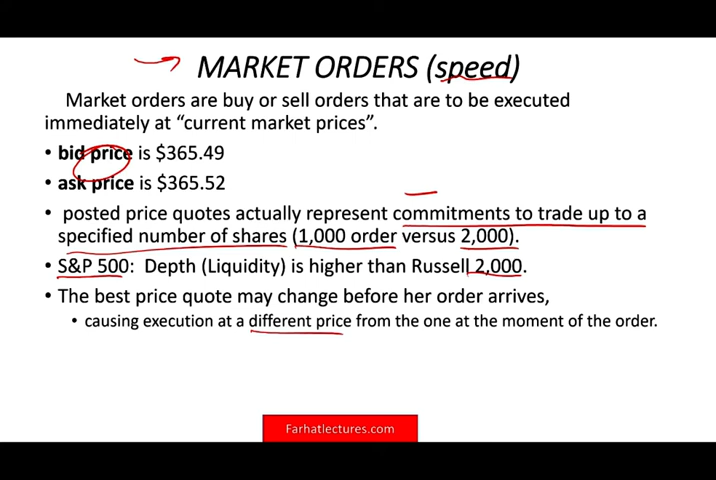 MARKET ORDERS (speed)
Market orders are buy or sell orders that are to be executed
immediately at “current market prices”.
• bid price is $365.49
• ask price is $365.52
• posted price quotes actually represent commitments to trade up to a
specified number of shares (1,000 order versus 2,000).
• S&P 500: Depth (Liquidity) is higher than Russell 2,000.
• The best price quote may change before her order arrives,
• causing execution at a different price from the one at the moment of the order.
Farhatlectures.com